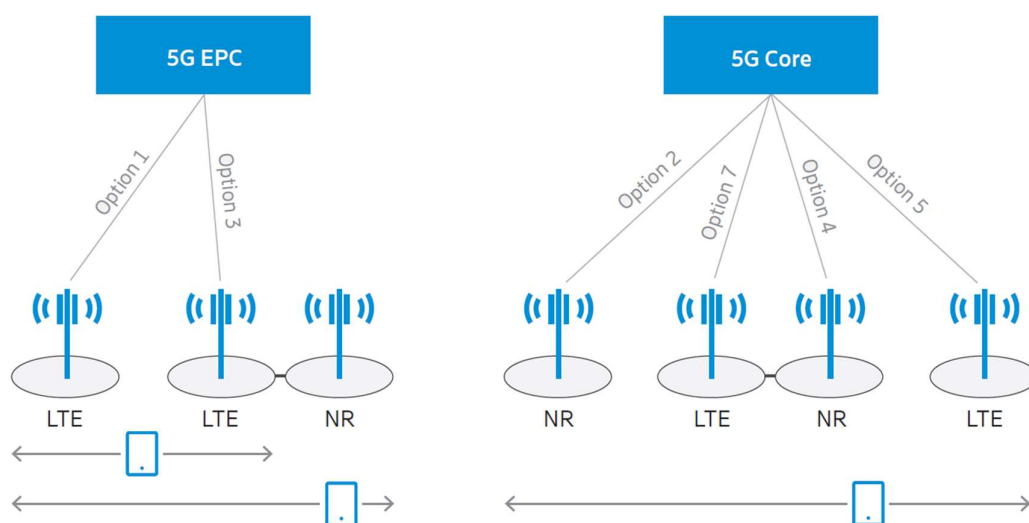 5G EPC
5G Core
Option 1
Option 3
Option 2
Option 7
Option 4
Option 5
LTE
LTE
NR
NR
LTE
NR
LTE